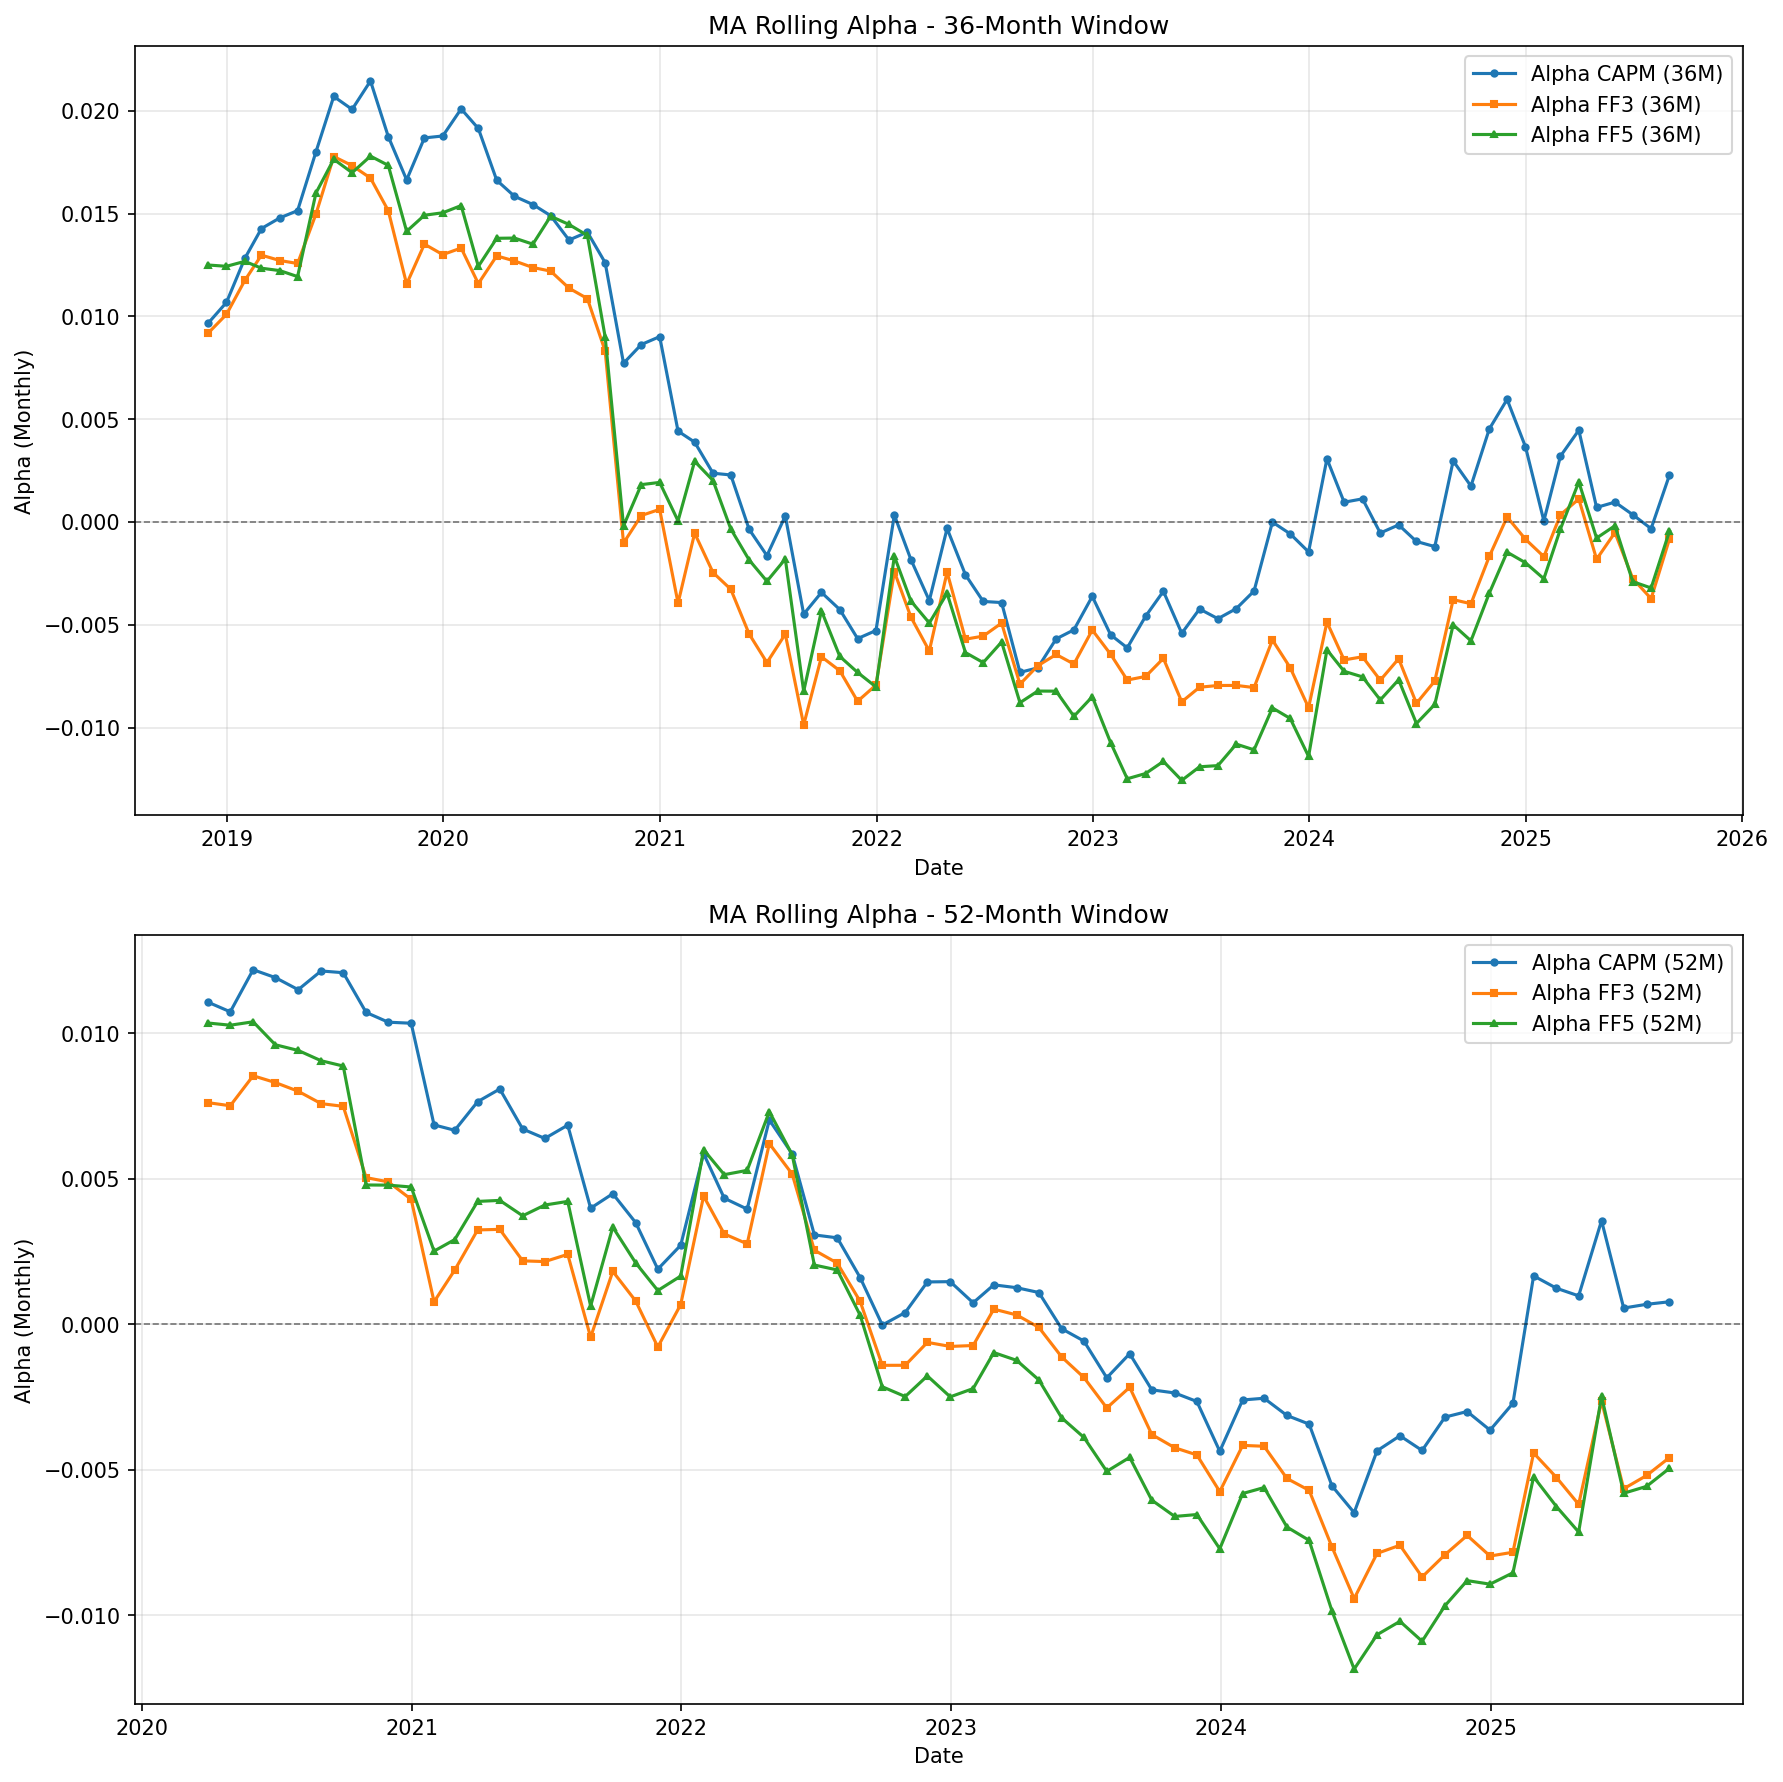 MA Rolling Alpha - 36-Month Window
Alpha CAPM (36M)
Alpha FF3 (36M)
Alpha FF5 (36M)
0.020
0.015
0.010
0.005
0.000
−0.005
−0.010
Alpha (Monthly)
2019 2020 2021 2022 2023 2024 2025 2026
Date
MA Rolling Alpha - 52-Month Window
Alpha CAPM (52M)
Alpha FF3 (52M)
Alpha FF5 (52M)
0.010
0.005
0.000
−0.005
−0.010
Alpha (Monthly)
2020 2021 2022 2023 2024 2025
Date